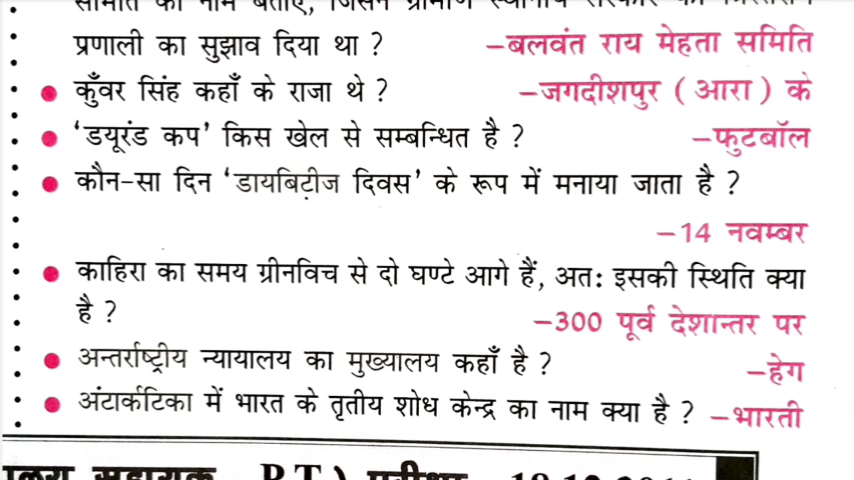 प्रणाली का सुझाव दिया था ? –बलवंत राय मेहता समिति
● कुँवर सिंह कहाँ के राजा थे ? –जगदीशपुर ( आरा ) के
● ‘डयूरंड कप’ किस खेल से सम्बन्धित है ? –फुटबॉल
● कौन-सा दिन ‘डायबिटीज दिवस’ के रूप में मनाया जाता है ?
–14 नवम्बर
● काहिरा का समय ग्रीनविच से दो घण्टे आगे हैं, अतः इसकी स्थिति क्या
है ? –300 पूर्व देशान्तर पर
● अन्तर्राष्ट्रीय न्यायालय का मुख्यालय कहाँ है ? –हेग
● अंटार्कटिका में भारत के तृतीय शोध केन्द्र का नाम क्या है ? –भारती